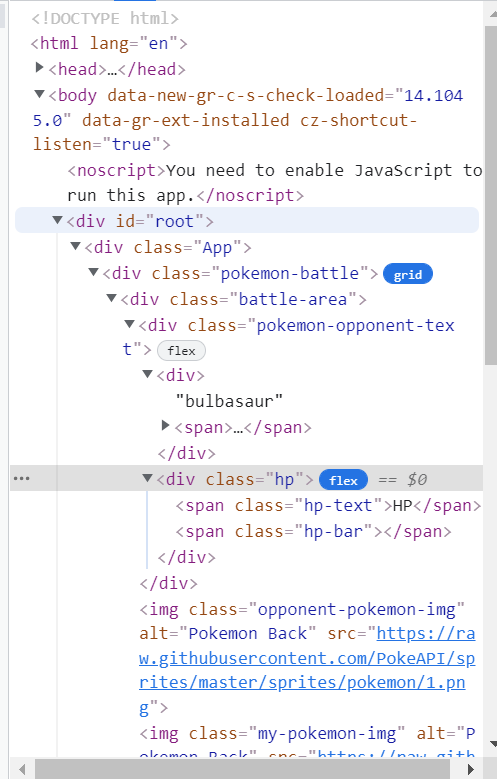 <!DOCTYPE html>
<html lang="en">
<head>…</head>
<body data-new-gr-c-s-check-loaded="14.104
5.0" data-gr-ext-installed cz-shortcut-
listen="true">
<noscript>You need to enable JavaScript to
run this app.</noscript>
<div id="root">
<div class="App">
<div class="pokemon-battle"> grid
<div class="battle-area">
<div class="pokemon-opponent-tex
t"> flex
<div>
"bulbasaur"
<span>…</span>
</div>
… <div class="hp"> flex == $0
<span class="hp-text">HP</span>
<span class="hp-bar"></span>
</div>
</div>
<img class="opponent-pokemon-img"
alt="Pokemon Back" src="https://ra
w.githubusercontent.com/PokeAPI/sp
rites/master/sprites/pokemon/1.pn
g">
<img class="my-pokemon-img" alt="P
okemon Back" src="https://raw.gith